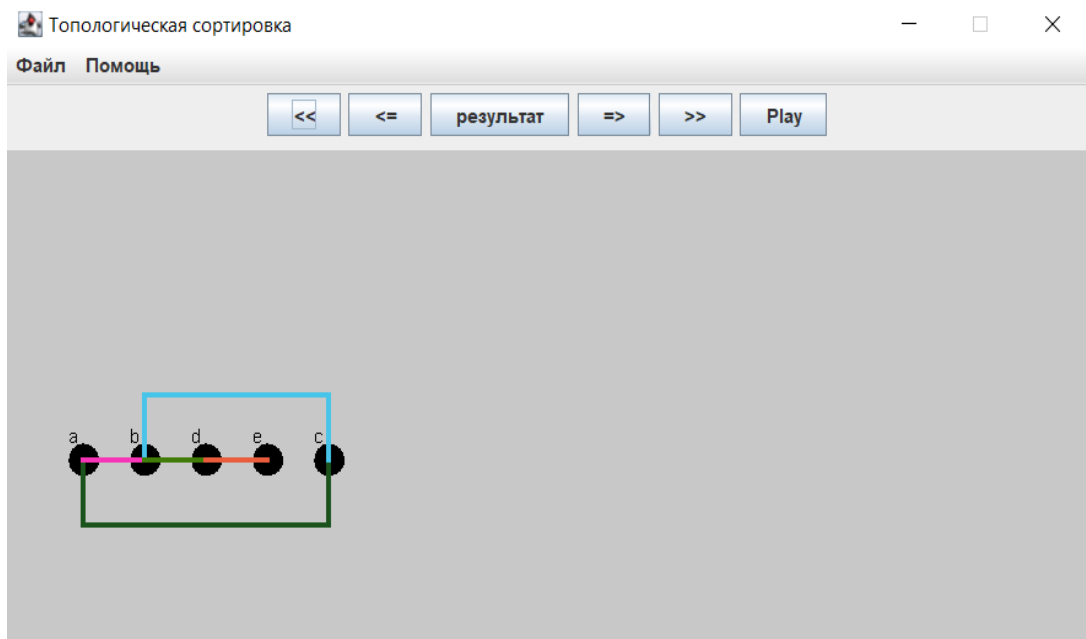 Топологическая сортировка
Файл Помощь
<< <= результат => >> Play
a b d e c